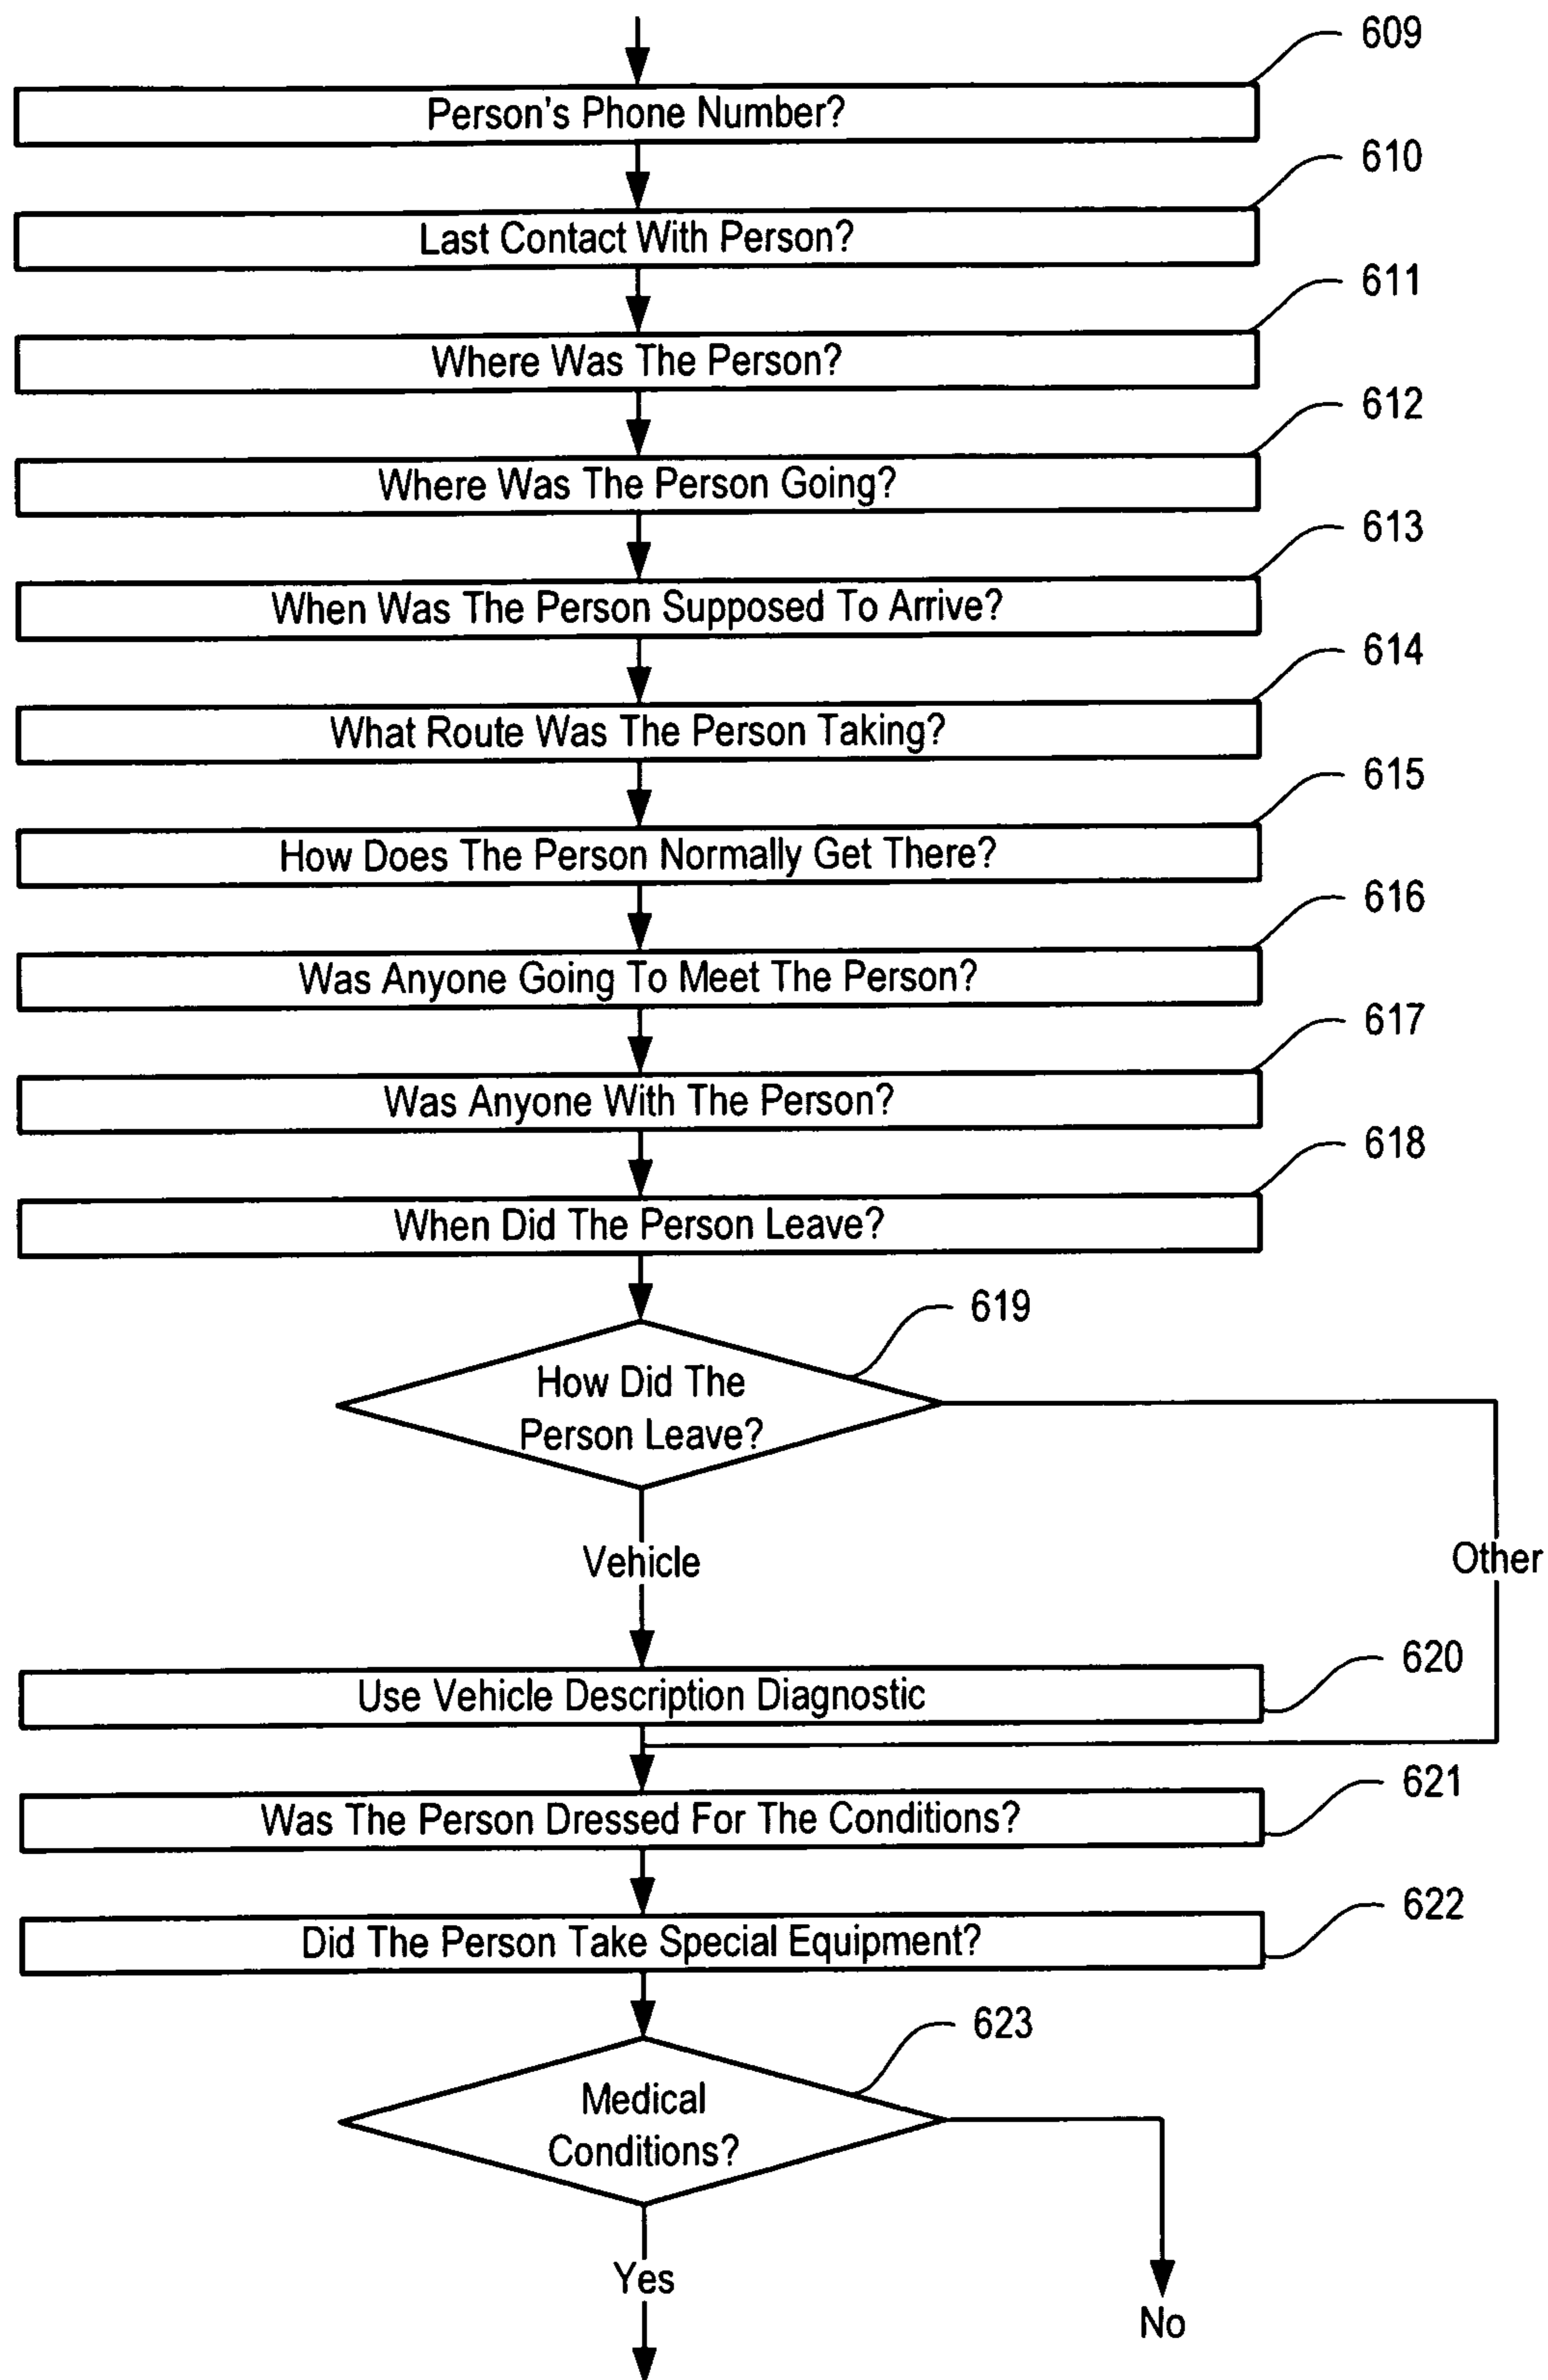 609
Person's Phone Number?
610
Last Contact With Person?
611
Where Was The Person?
612
Where Was The Person Going?
613
When Was The Person Supposed To Arrive?
614
What Route Was The Person Taking?
615
How Does The Person Normally Get There?
616
Was Anyone Going To Meet The Person?
617
Was Anyone With The Person?
618
When Did The Person Leave?
619
How Did The
Person Leave?
Vehicle
Other
620
Use Vehicle Description Diagnostic
621
Was The Person Dressed For The Conditions?
622
Did The Person Take Special Equipment?
623
Medical
Conditions?
Yes
No